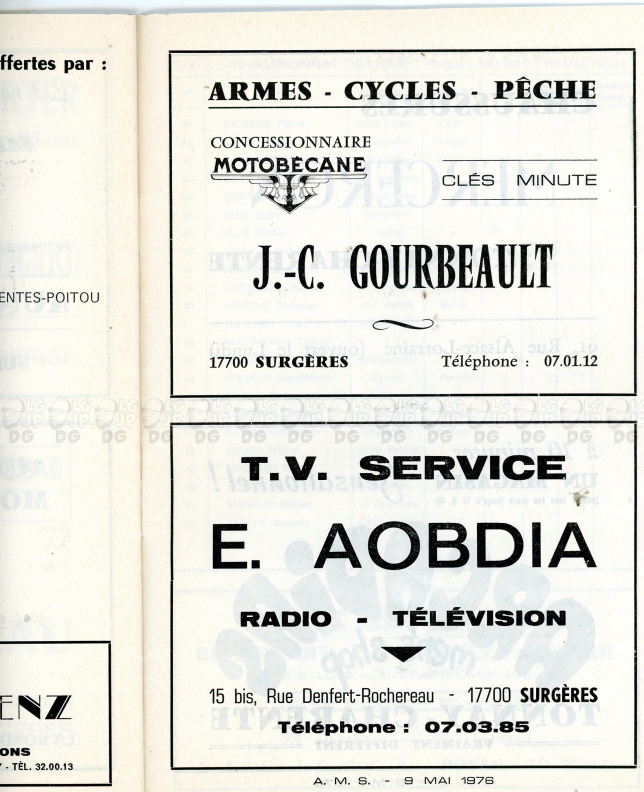 ffertes par :
ENTES-POITOU
ENZ
ONS
TÉL. 32.00.13
ARMES - CYCLES - PÊCHE
CONCESSIONNAIRE
MOTOBÉCANE
CLÉS MINUTE
J.-C. GOURBEAULT
17700 SURGÈRES Téléphone : 07.01.12
T.V. SERVICE
E. AOBDIA
RADIO - TÉLÉVISION
15 bis, Rue Denfert-Rochereau - 17700 SURGÈRES
Téléphone : 07.03.85
A. M. S. - 9 MAI 1976